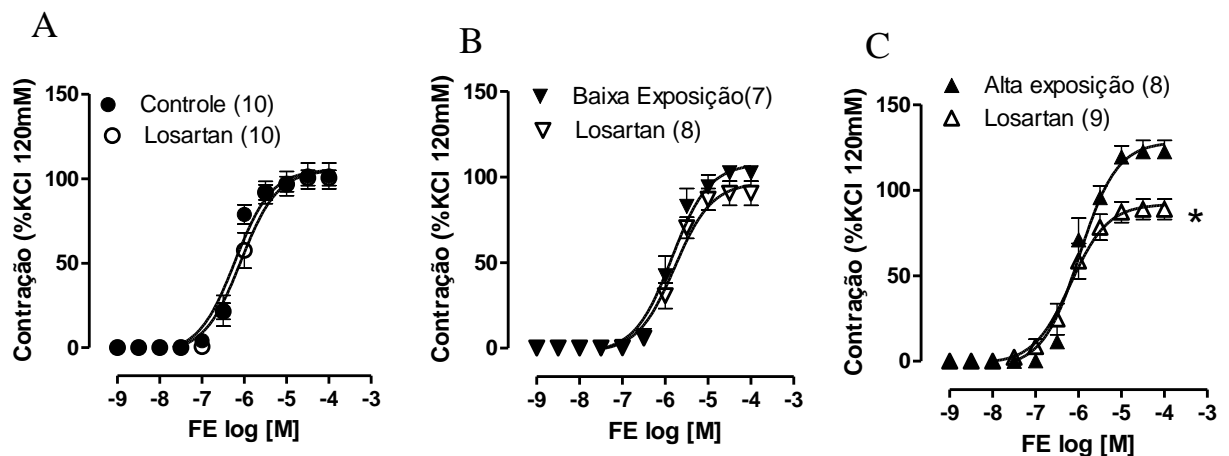 A
Contração (%KCl 120mM)
150
100
50
0
Controle (10)
Losartan (10)
-9 -8 -7 -6 -5 -4 -3
FE log [M]
B
Contração (%KCl 120mM)
150
100
50
0
Baixa Exposição(7)
Losartan (8)
-9 -8 -7 -6 -5 -4 -3
FE log [M]
C
Contração (%KCl 120mM)
150
100
50
0
Alta exposição (8)
Losartan (9)
*
-9 -8 -7 -6 -5 -4 -3
FE log [M]